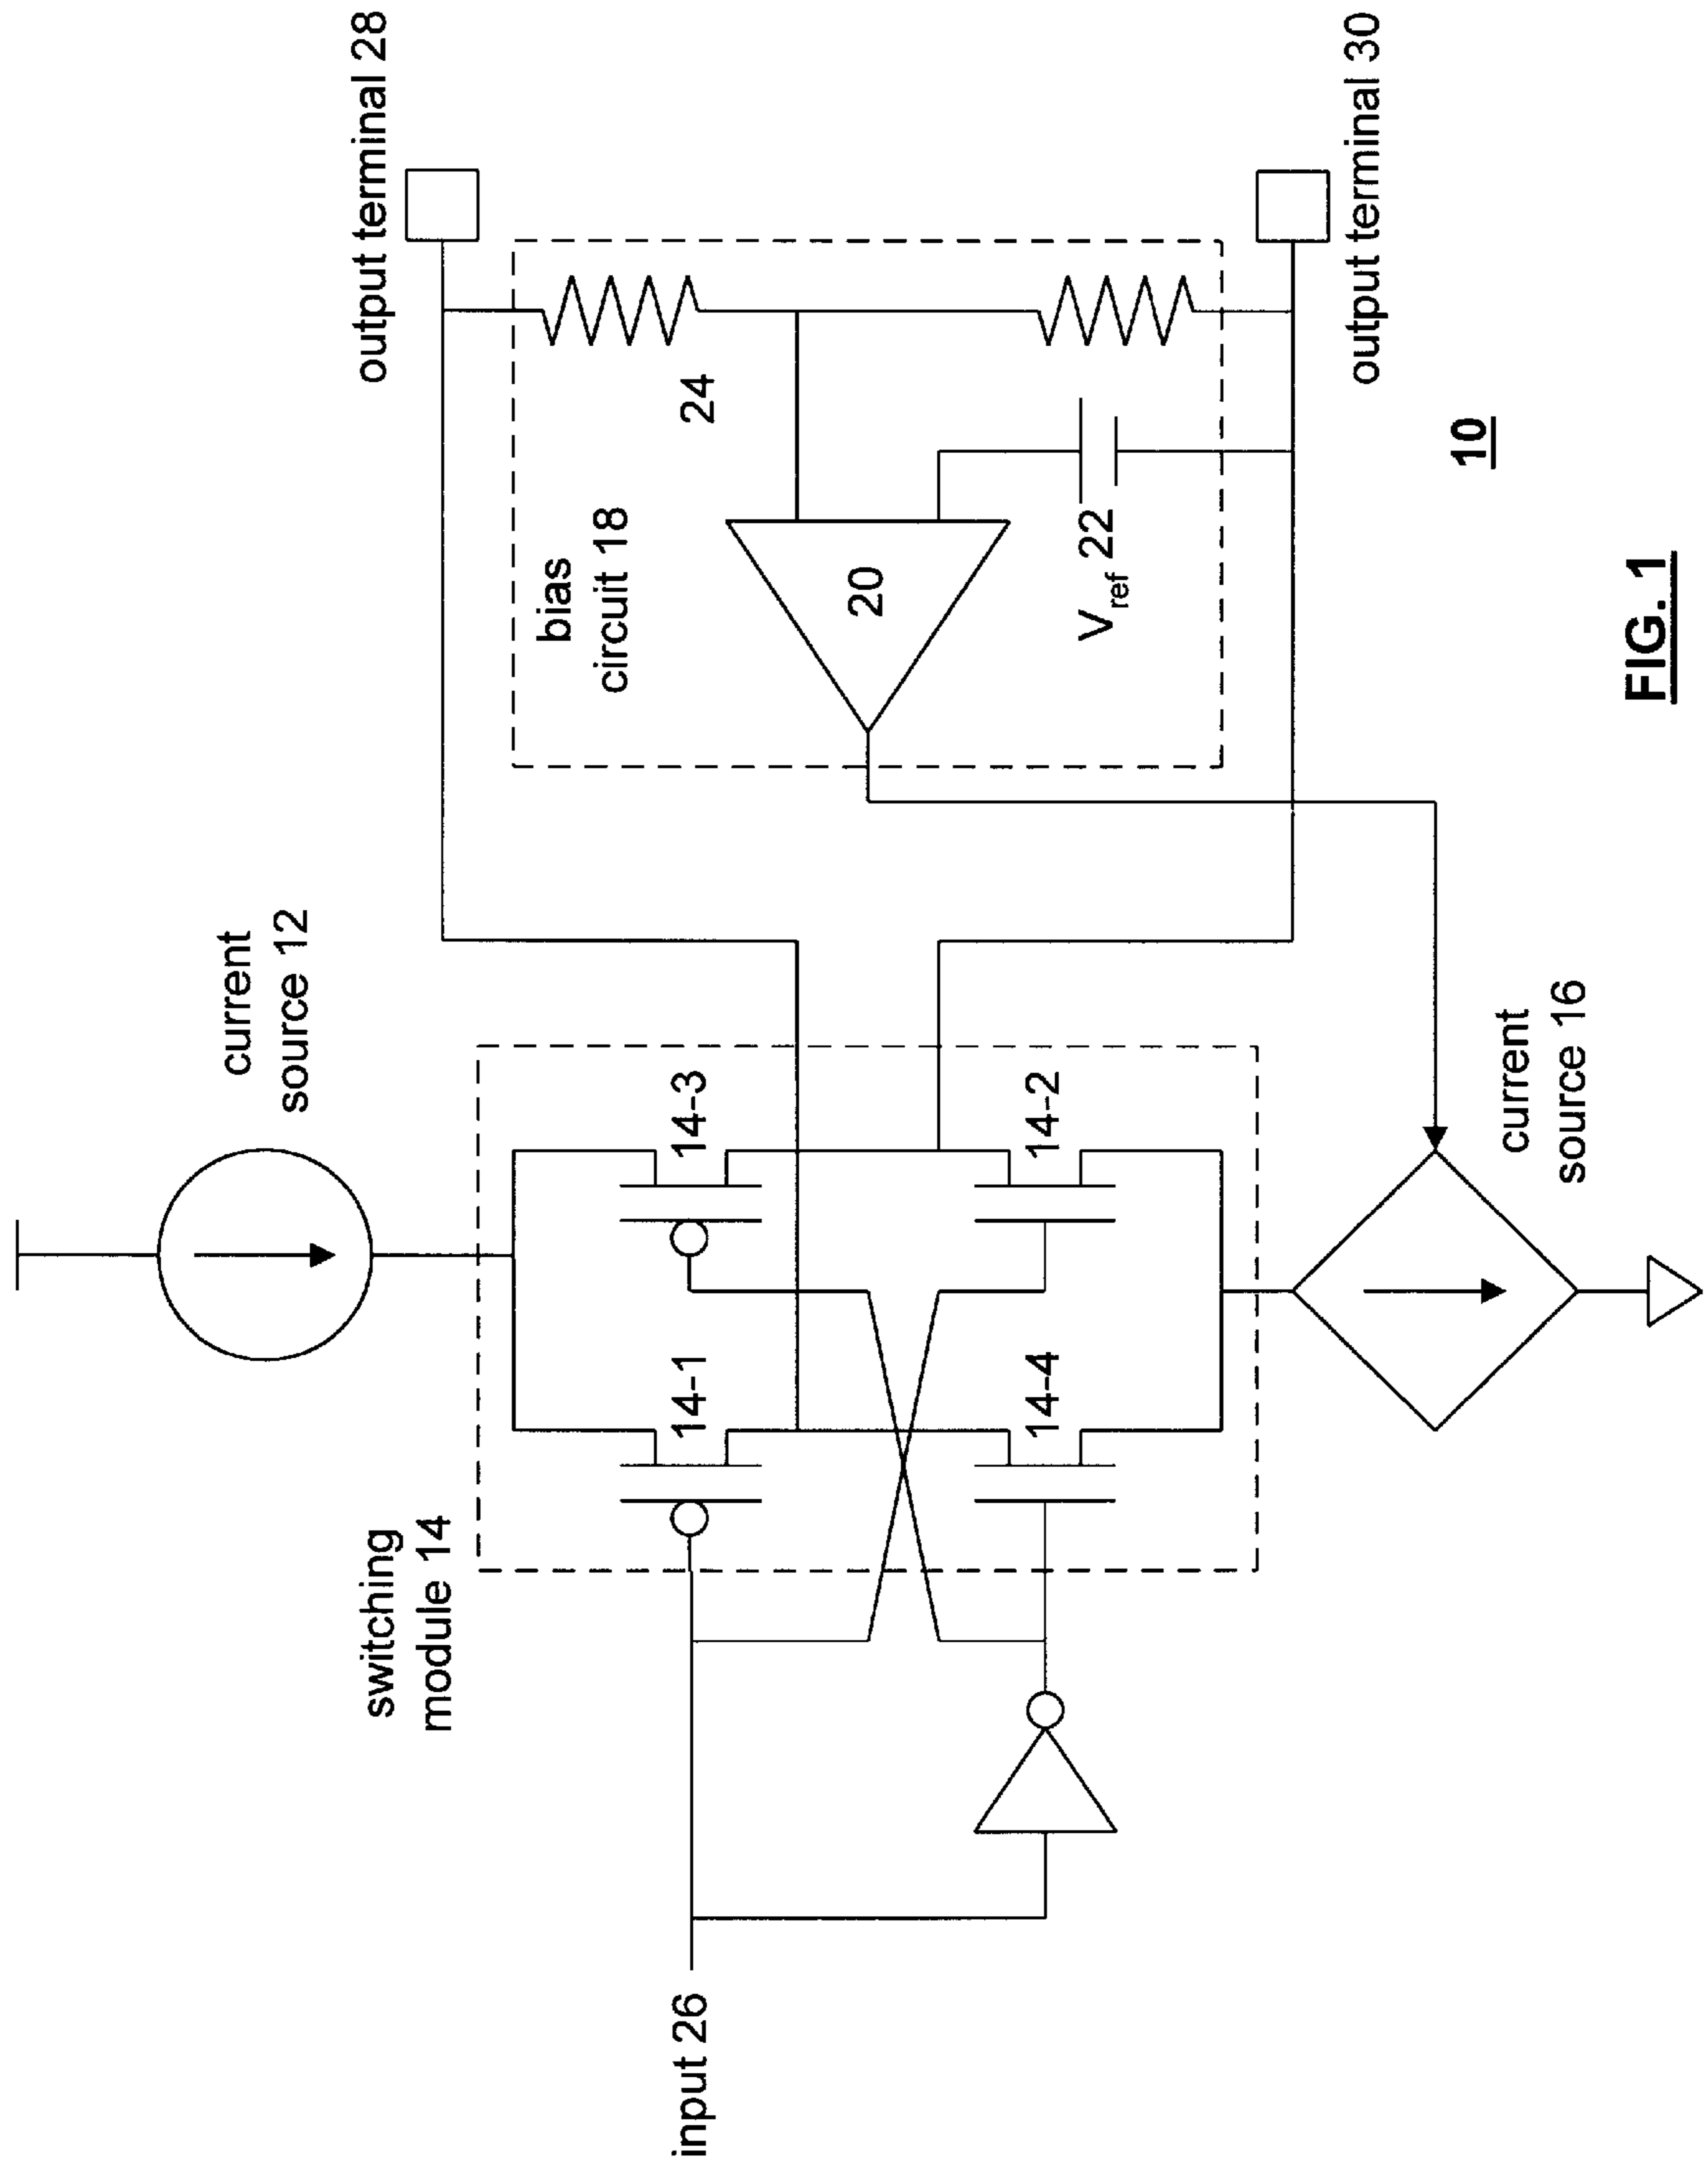 current
source 12
output terminal 28
switching
module 14
14-1
14-3
bias
circuit 18
24
20
input 26
14-4
14-2
Vref 22
output terminal 30
current
source 16
10
FIG. 1